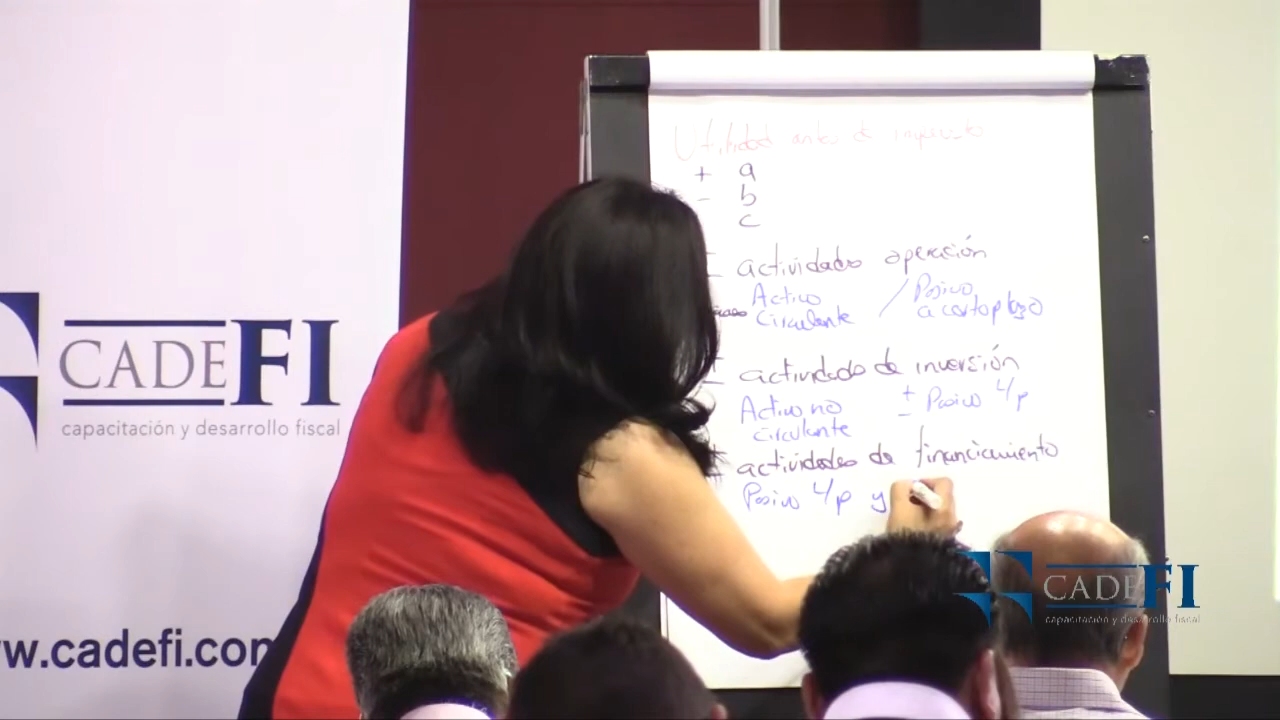 Utilidad antes de impuesto
+ a
- b
c
actividades operación
Activo / Pasivo
circulante a corto plazo
actividades de inversión
Activo no ± Pasivo L/p
circulante
actividades de financiamiento
Pasivo L/p y
CADEFI
capacitación y desarrollo fiscal
ww.cadefi.com
CADEFI
capacitación y desarrollo fiscal